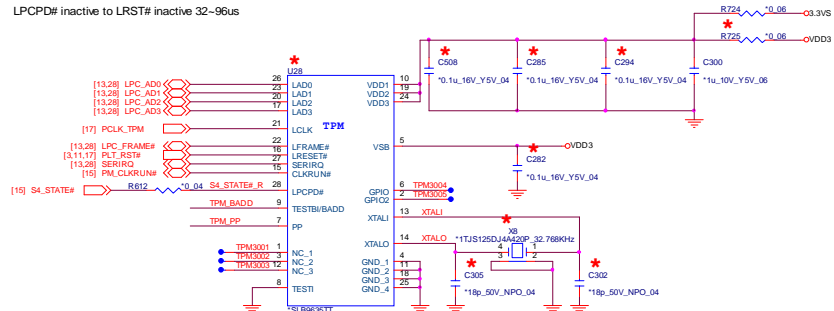 LPCPD# inactive to LRST# inactive 32~96us
R724 *0_06 3.3VS
* R725 *0_06 VDD3
* U28
* C508 *0.1u_16V_Y5V_04
* C285 *0.1u_16V_Y5V_04
* C294 *0.1u_16V_Y5V_04
C300 *1u_10V_Y5V_06
TPM
[13,28] LPC_AD0 26 LAD0
[13,28] LPC_AD1 23 LAD1
[13,28] LPC_AD2 20 LAD2
[13,28] LPC_AD3 17 LAD3
[17] PCLK_TPM 21 LCLK
[13,28] LPC_FRAME# 22 LFRAME#
[3,11,17] PLT_RST# 16 LRESET#
[13,28] SERIRQ 27 SERIRQ
[15] PM_CLKRUN# 15 CLKRUN#
[15] S4_STATE# R612 *0_04 S4_STATE#_R 28 LPCPD#
TPM_BADD 9 TESTBI/BADD
TPM_PP 7 PP
TPM3001 1 NC_1
TPM3002 3 NC_2
TPM3003 12 NC_3
8 TESTI
VDD1 10
VDD2 19
VDD3 24
VSB 5 VDD3
* C282 *0.1u_16V_Y5V_04
GPIO 6 TPM3004
GPIO2 2 TPM3005
XTALI 13 XTALI
XTALO 14 XTALO
* X8
*1TJS125DJ4A420P_32.768KHz
4 1
3 2
GND_1 4
GND_2 11
GND_3 18
GND_4 25
* C305 *18p_50V_NPO_04
* C302 *18p_50V_NPO_04
*SLB9635TT